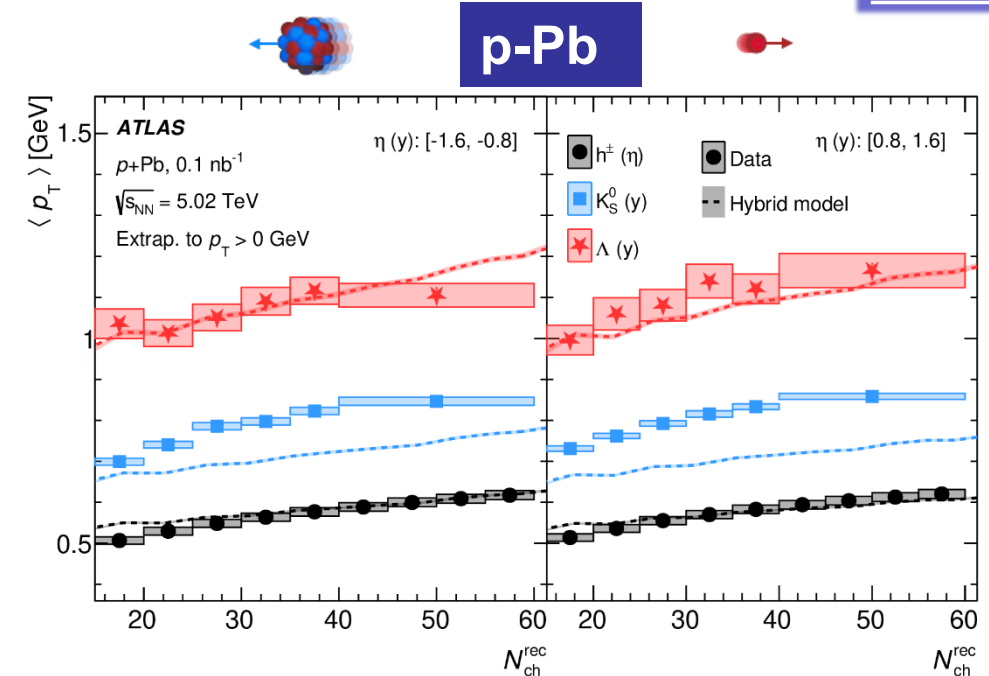 p-Pb
⟨ p_T ⟩ [GeV]
1.5
1
0.5
ATLAS
p+Pb, 0.1 nb⁻¹
√s_NN = 5.02 TeV
Extrap. to p_T > 0 GeV
η (y): [-1.6, -0.8]
20 30 40 50 60
N_ch^rec
η (y): [0.8, 1.6]
h± (η)
K_S^0 (y)
Λ (y)
Data
Hybrid model
20 30 40 50 60
N_ch^rec